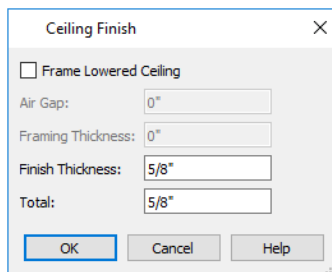 Ceiling Finish
Frame Lowered Ceiling
Air Gap: 0"
Framing Thickness: 0"
Finish Thickness: 5/8"
Total: 5/8"
OK Cancel Help